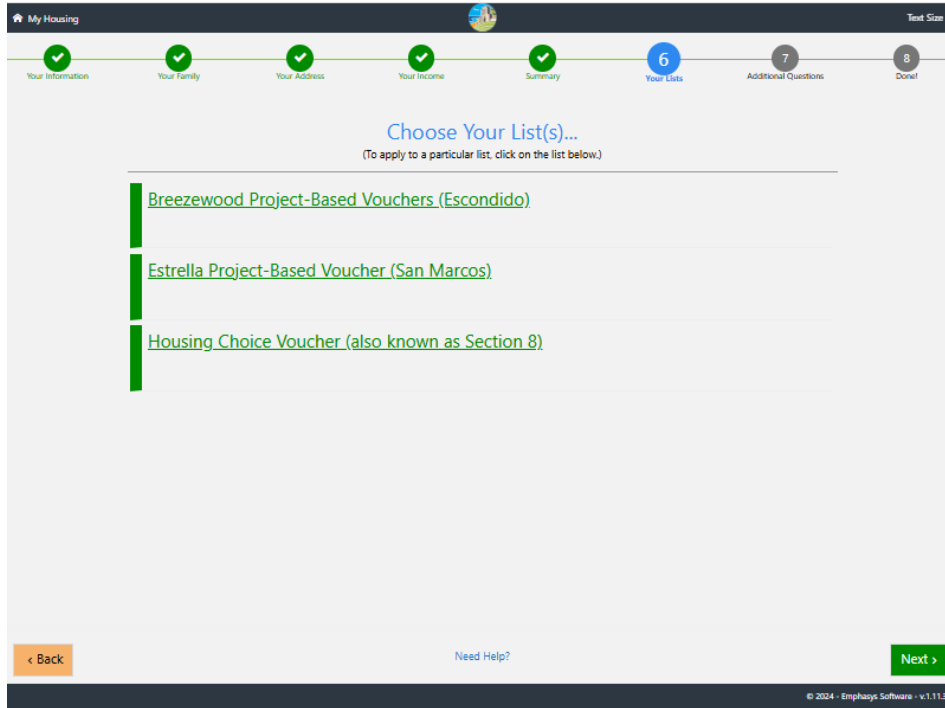 My Housing
Text Size
6
7
8
Your Information
Your Family
Your Address
Your Income
Summary
Your Lists
Additional Questions
Done!
Choose Your List(s)...
(To apply to a particular list, click on the list below.)
Breezewood Project-Based Vouchers (Escondido)
Estrella Project-Based Voucher (San Marcos)
Housing Choice Voucher (also known as Section 8)
‹ Back
Need Help?
Next ›
© 2024 - Emphasys Software - v.1.11.